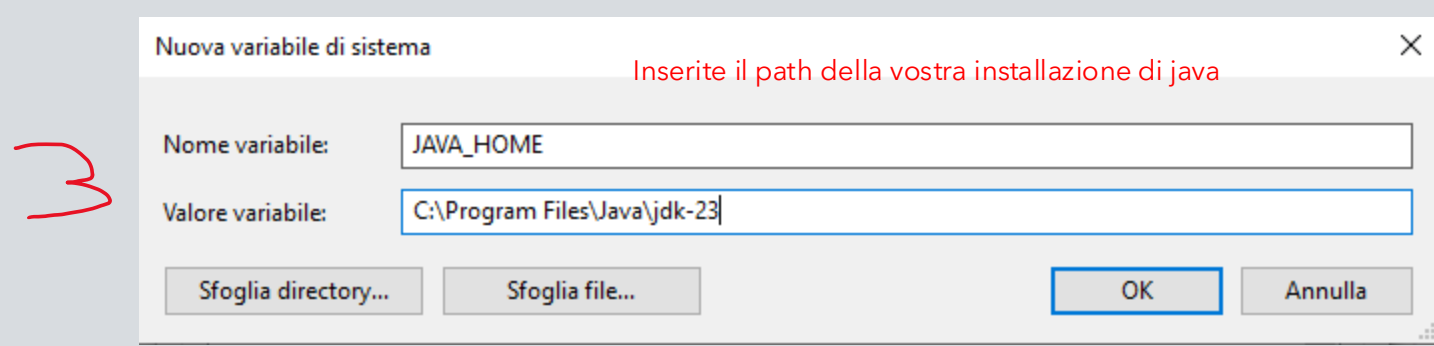 Nuova variabile di sistema
Inserite il path della vostra installazione di java
3
Nome variabile: JAVA_HOME
Valore variabile: C:\Program Files\Java\jdk-23
Sfoglia directory... Sfoglia file... OK Annulla